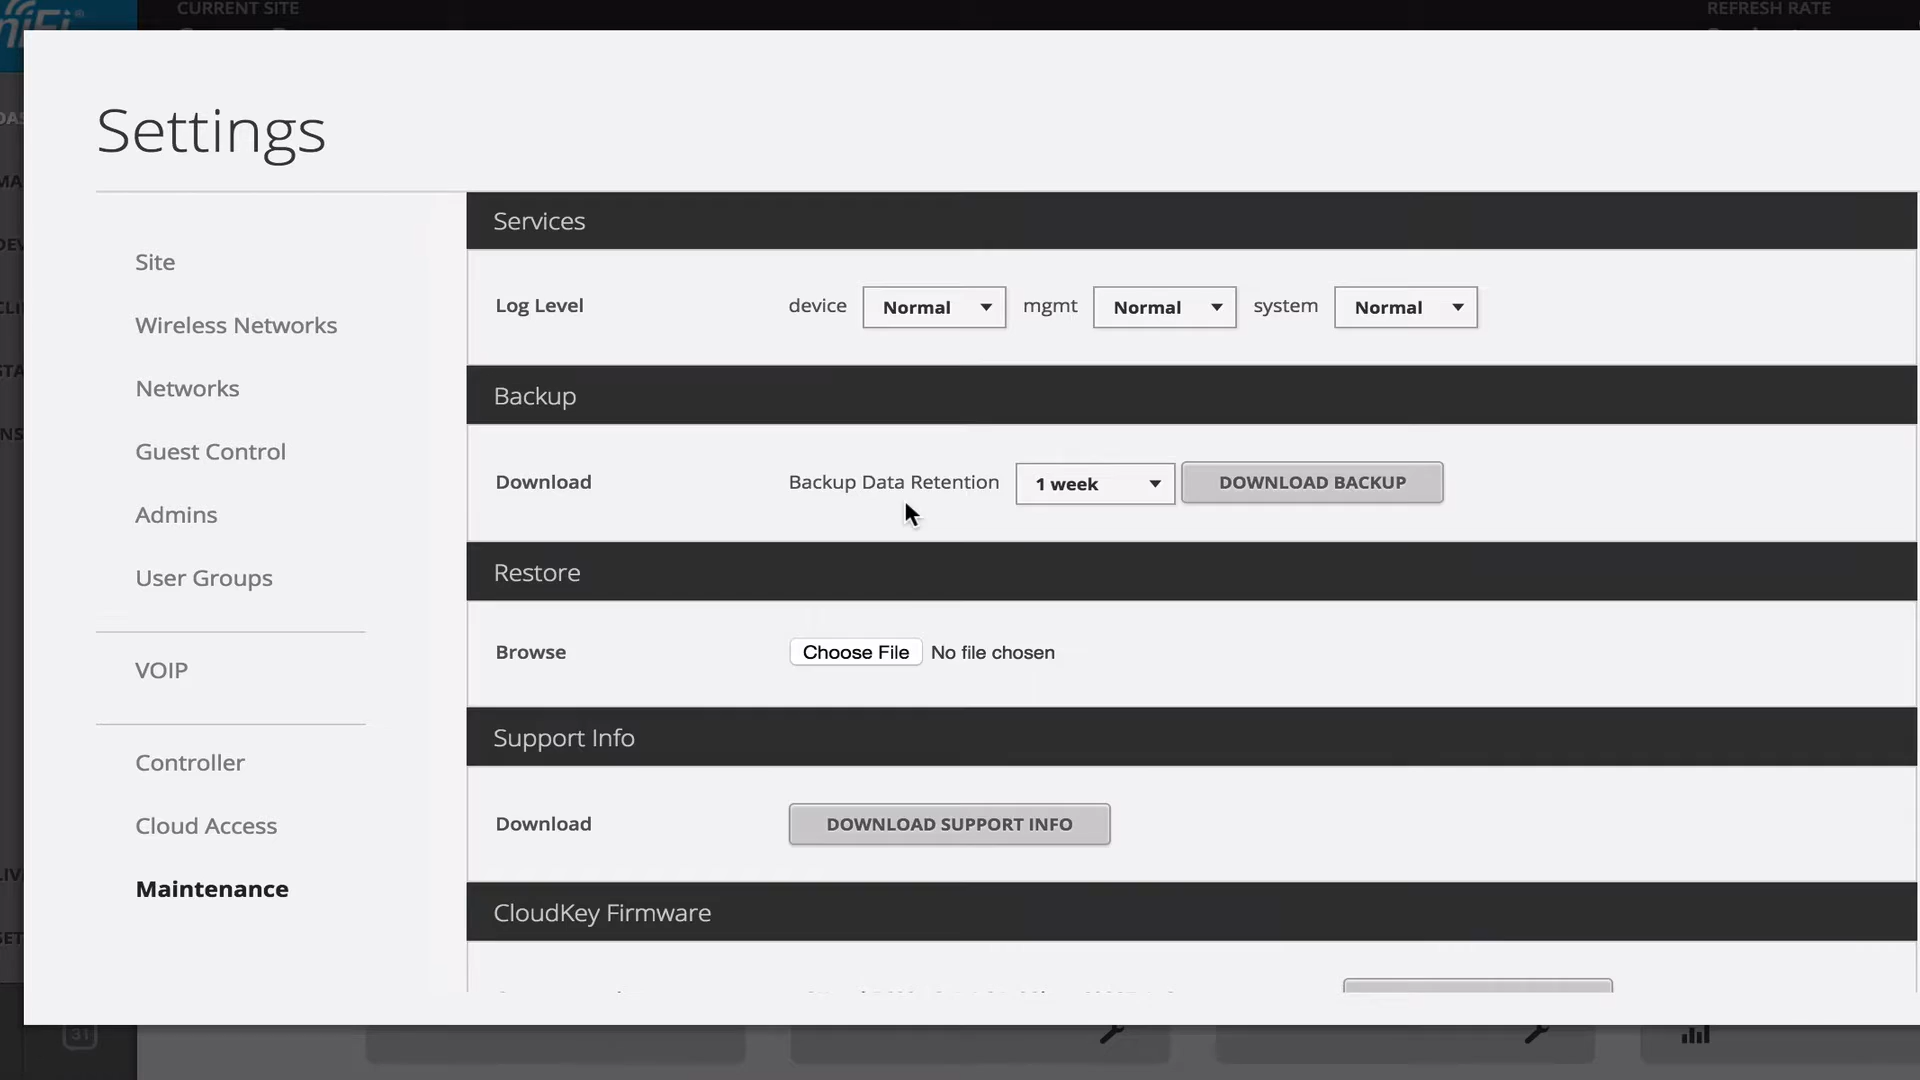 CURRENT SITE
REFRESH RATE
Settings
Site
Wireless Networks
Networks
Guest Control
Admins
User Groups
VOIP
Controller
Cloud Access
Maintenance
Services
Log Level device Normal mgmt Normal system Normal
Backup
Download Backup Data Retention 1 week DOWNLOAD BACKUP
Restore
Browse Choose File No file chosen
Support Info
Download DOWNLOAD SUPPORT INFO
CloudKey Firmware
31